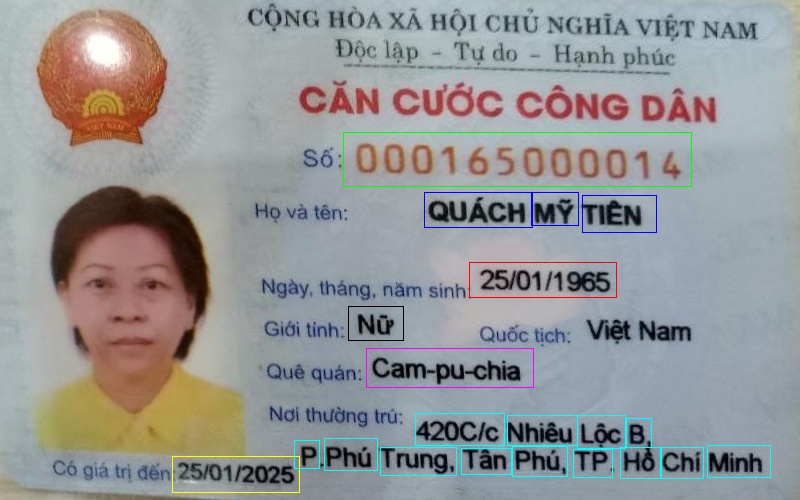 CỘNG HÒA XÃ HỘI CHỦ NGHĨA VIỆT NAM
Độc lập - Tự do - Hạnh phúc
CĂN CƯỚC CÔNG DÂN
VIỆT NAM
Số: 000165000014
Họ và tên: QUÁCH MỸ TIÊN
Ngày, tháng, năm sinh: 25/01/1965
Giới tính: Nữ Quốc tịch: Việt Nam
Quê quán: Cam-pu-chia
Nơi thường trú: 420C/c Nhiêu Lộc B,
P.Phú Trung, Tân Phú, TP. Hồ Chí Minh
Có giá trị đến: 25/01/2025